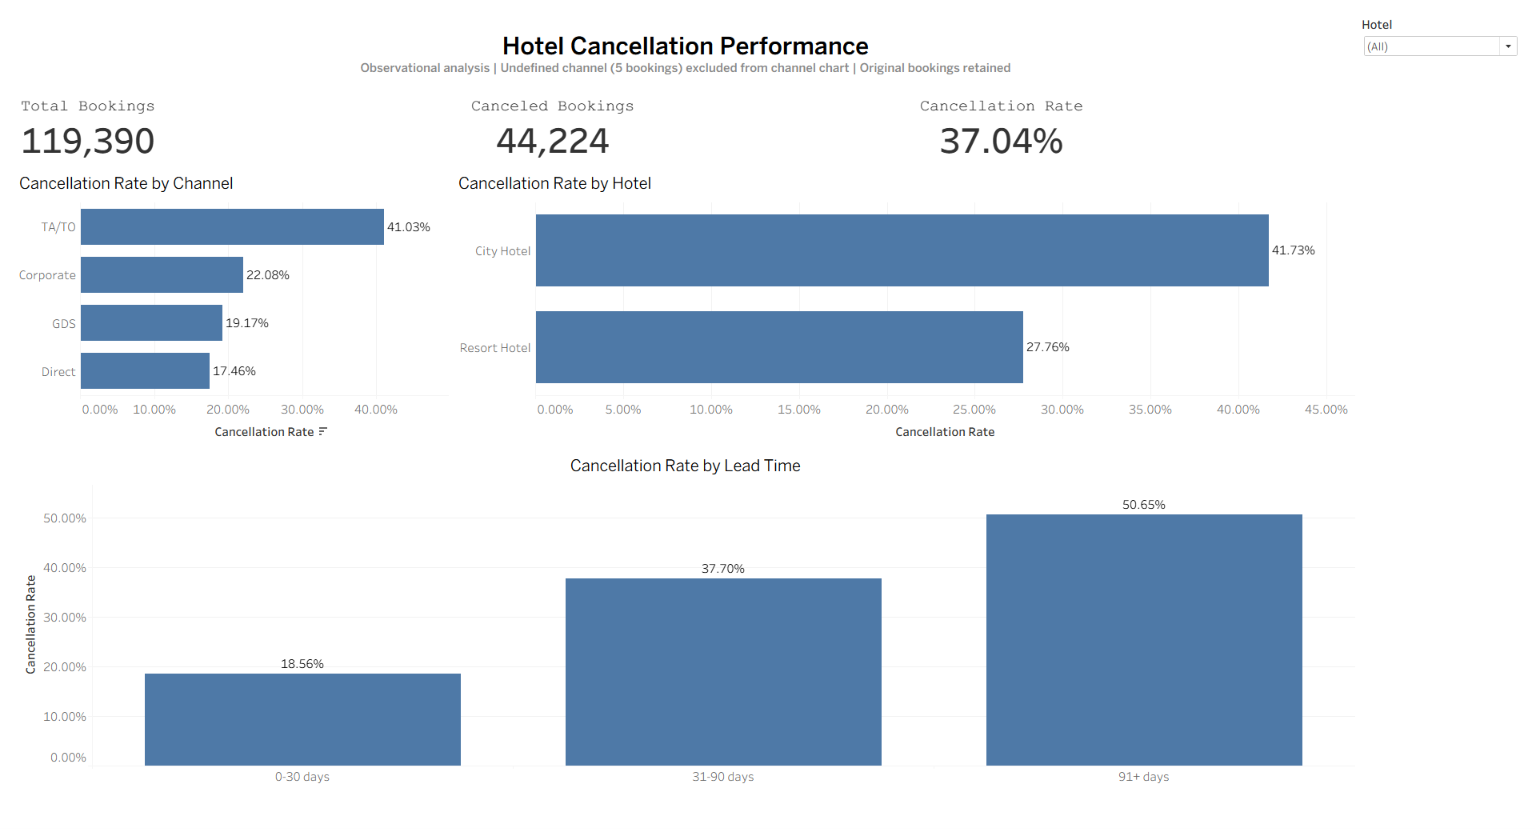 Hotel
(All)
Hotel Cancellation Performance
Observational analysis | Undefined channel (5 bookings) excluded from channel chart | Original bookings retained
Total Bookings
119,390
Canceled Bookings
44,224
Cancellation Rate
37.04%
Cancellation Rate by Channel
TA/TO
41.03%
Corporate
22.08%
GDS
19.17%
Direct
17.46%
0.00% 10.00% 20.00% 30.00% 40.00%
Cancellation Rate
Cancellation Rate by Hotel
City Hotel
41.73%
Resort Hotel
27.76%
0.00% 5.00% 10.00% 15.00% 20.00% 25.00% 30.00% 35.00% 40.00% 45.00%
Cancellation Rate
Cancellation Rate by Lead Time
Cancellation Rate
50.00%
40.00%
30.00%
20.00%
10.00%
0.00%
18.56%
37.70%
50.65%
0-30 days 31-90 days 91+ days